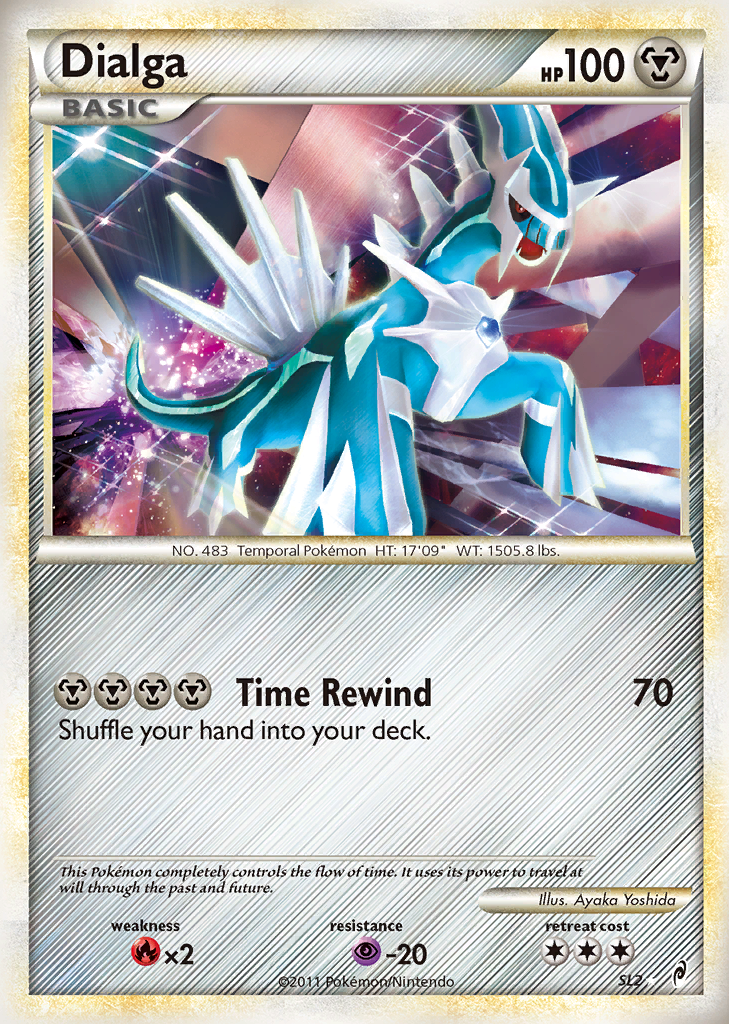 Dialga
HP100
BASIC
NO. 483 Temporal Pokémon HT: 17'09" WT: 1505.8 lbs.
Time Rewind 70
Shuffle your hand into your deck.
This Pokémon completely controls the flow of time. It uses its power to travel at
will through the past and future.
Illus. Ayaka Yoshida
weakness resistance retreat cost
×2 -20
©2011 Pokémon/Nintendo SL2